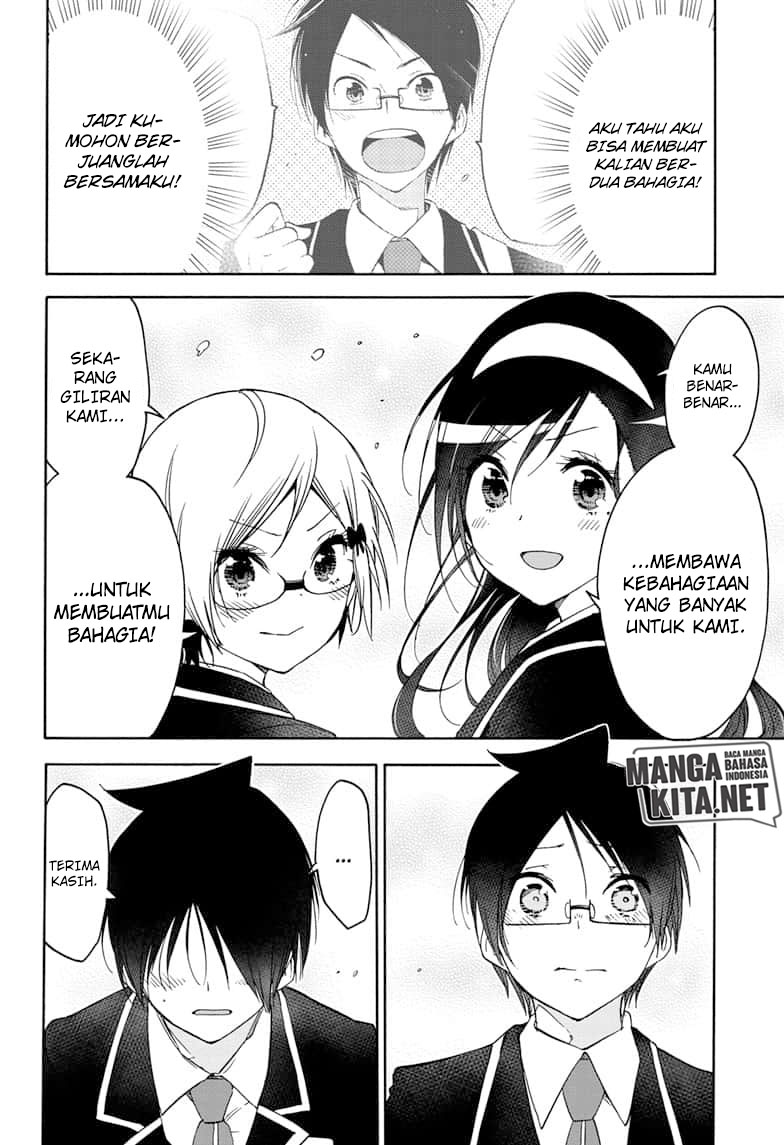 AKU TAHU AKU
BISA MEMBUAT
KALIAN BER-
DUA BAHAGIA!
JADI KU-
MOHON BER-
JUANGLAH
BERSAMAKU!
KAMU
BENAR-
BENAR...
...MEMBAWA
KEBAHAGIAAN
YANG BANYAK
UNTUK KAMI.
SEKA-
RANG
GILIRAN
KAMI...
...UNTUK
MEMBUATMU
BAHAGIA!
MANGA
KITA.NET
BACA MANGA
BAHASA
INDONESIA
...
TERIMA
KASIH.